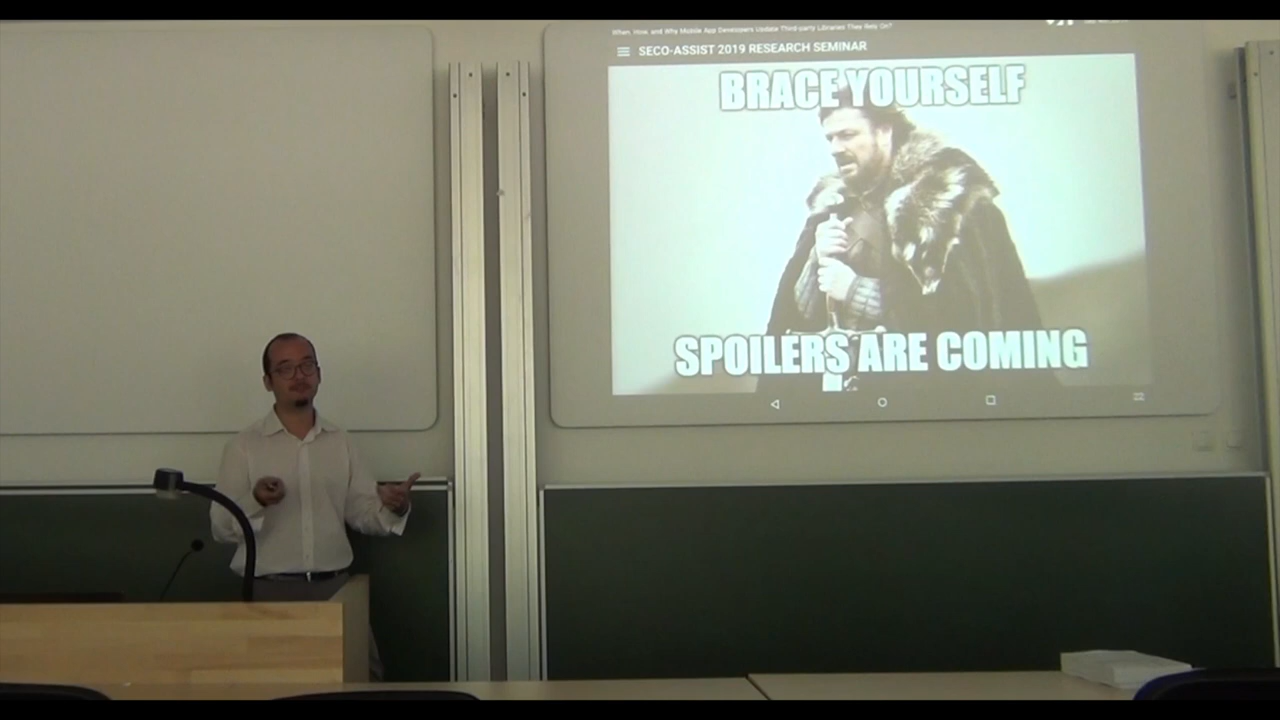 When, How, and Why Mobile App Developers Update Third-party Libraries They Rely On?
SECO-ASSIST 2019 RESEARCH SEMINAR
BRACE YOURSELF
SPOILERS ARE COMING